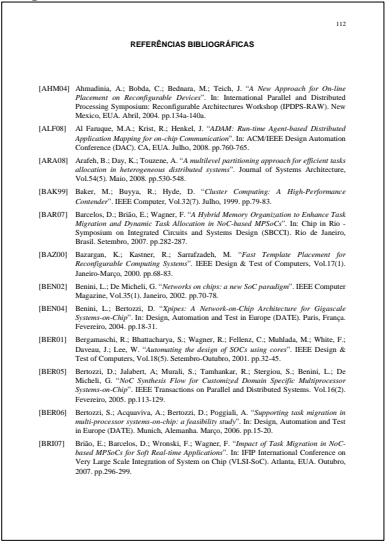 112
REFERÊNCIAS BIBLIOGRÁFICAS
[AHM04] Ahmadinia, A.; Bobda, C.; Bednara, M.; Teich, J. “A New Approach for On-line
Placement on Reconfigurable Devices”. In: International Parallel and Distributed
Processing Symposium: Reconfigurable Architectures Workshop (IPDPS-RAW). New
Mexico, EUA. Abril, 2004. pp.134a-140a.
[ALF08] Al Faruque, M.A.; Krist, R.; Henkel, J. “ADAM: Run-time Agent-based Distributed
Application Mapping for on-chip Communication”. In: ACM/IEEE Design Automation
Conference (DAC). CA, EUA. Julho, 2008. pp.760-765.
[ARA08] Arafeh, B.; Day, K.; Touzene, A. “A multilevel partitioning approach for efficient tasks
allocation in heterogeneous distributed systems”. Journal of Systems Architecture,
Vol.54(5). Maio, 2008. pp.530-548.
[BAK99] Baker, M.; Buyya, R.; Hyde, D. “Cluster Computing: A High-Performance
Contender”. IEEE Computer, Vol.32(7). Julho, 1999. pp.79-83.
[BAR07] Barcelos, D.; Brião, E.; Wagner, F. “A Hybrid Memory Organization to Enhance Task
Migration and Dynamic Task Allocation in NoC-based MPSoCs”. In: Chip in Rio -
Symposium on Integrated Circuits and Systems Design (SBCCI). Rio de Janeiro,
Brasil. Setembro, 2007. pp.282-287.
[BAZ00] Bazargan, K.; Kastner, R.; Sarrafzadeh, M. “Fast Template Placement for
Reconfigurable Computing Systems”. IEEE Design & Test of Computers, Vol.17(1).
Janeiro-Março, 2000. pp.68-83.
[BEN02] Benini, L.; De Micheli, G. “Networks on chips: a new SoC paradigm”. IEEE Computer
Magazine, Vol.35(1). Janeiro, 2002. pp.70-78.
[BEN04] Benini, L.; Bertozzi, D. “Xpipes: A Network-on-Chip Architecture for Gigascale
Systems-on-Chip”. In: Design, Automation and Test in Europe (DATE). Paris, França.
Fevereiro, 2004. pp.18-31.
[BER01] Bergamaschi, R.; Bhattacharya, S.; Wagner, R.; Fellenz, C.; Muhlada, M.; White, F.;
Daveau, J.; Lee, W. “Automating the design of SOCs using cores”. IEEE Design &
Test of Computers, Vol.18(5). Setembro-Outubro, 2001. pp.32-45.
[BER05] Bertozzi, D.; Jalabert, A; Murali, S.; Tamhankar, R.; Stergiou, S.; Benini, L.; De
Micheli, G. “NoC Synthesis Flow for Customized Domain Specific Multiprocessor
Systems-on-Chip”. IEEE Transactions on Parallel and Distributed Systems. Vol.16(2).
Fevereiro, 2005. pp.113-129.
[BER06] Bertozzi, S.; Acquaviva, A.; Bertozzi, D.; Poggiali, A. “Supporting task migration in
multi-processor systems-on-chip: a feasibility study”. In: Design, Automation and Test
in Europe (DATE). Munich, Alemanha. Março, 2006. pp.15-20.
[BRI07] Brião, E.; Barcelos, D.; Wronski, F.; Wagner, F. “Impact of Task Migration in NoC-
based MPSoCs for Soft Real-time Applications”. In: IFIP International Conference on
Very Large Scale Integration of System on Chip (VLSI-SoC). Atlanta, EUA. Outubro,
2007. pp.296-299.